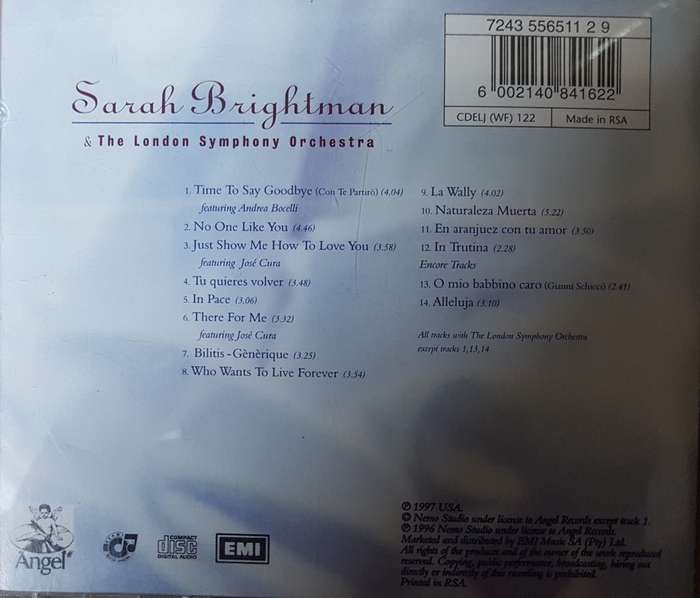 7243 556511 2 9
6 002140 841622
CDELJ (WF) 122
Made in RSA
Sarah Brightman
& The London Symphony Orchestra
1. Time To Say Goodbye (Con Te Partirò) (4.04)
featuring Andrea Bocelli
2. No One Like You (4.46)
3. Just Show Me How To Love You (3.58)
featuring José Cura
4. Tu quieres volver (3.48)
5. In Pace (3.06)
6. There For Me (3.32)
featuring José Cura
7. Bilitis-Gènèrique (3.25)
8. Who Wants To Live Forever (3.54)
9. La Wally (4.02)
10. Naturaleza Muerta (5.22)
11. En aranjuez con tu amor (3.50)
12. In Trutina (2.28)
Encore Tracks
13. O mio babbino caro (Gianni Schicci) (2.41)
14. Alleluja (3.10)
All tracks with The London Symphony Orchestra
except tracks 1,13,14
Angel
COMPACT
disc
DIGITAL AUDIO
EMI
℗ 1997 USA.
© Nemo Studio under licence to Angel Records except track 1.
℗ 1996 Nemo Studio under licence to Angel Records
Marketed and distributed by EMI Music SA (Pty) Ltd.
All rights of the producer and of the owner of the work reproduced
reserved. Copying, public performance, broadcasting, hiring out
directly or indirectly of this recording is prohibited.
Printed in RSA.